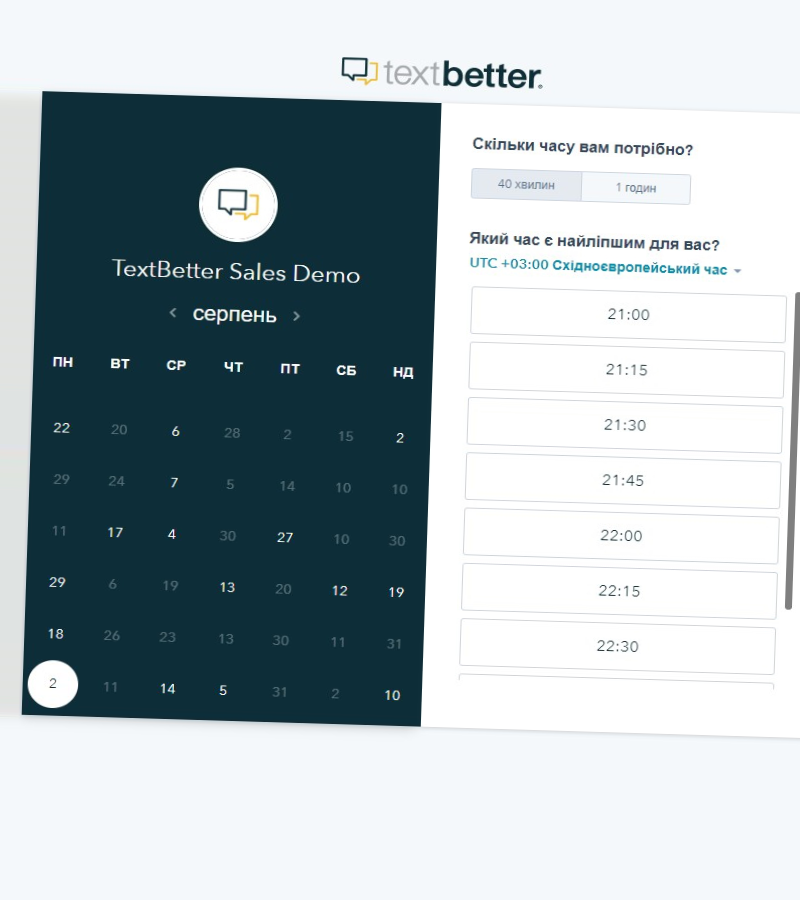 textbetter.
TextBetter Sales Demo
серпень
ПН ВТ СР ЧТ ПТ СБ НД
22 20 6 28 2 15 2
29 24 7 5 14 10 10
11 17 4 30 27 10 30
29 6 19 13 20 12 19
18 26 23 13 30 11 31
2 11 14 5 31 2 10
Скільки часу вам потрібно?
40 хвилин 1 годин
Який час є найліпшим для вас?
UTC +03:00 Східноєвропейський час
21:00
21:15
21:30
21:45
22:00
22:15
22:30